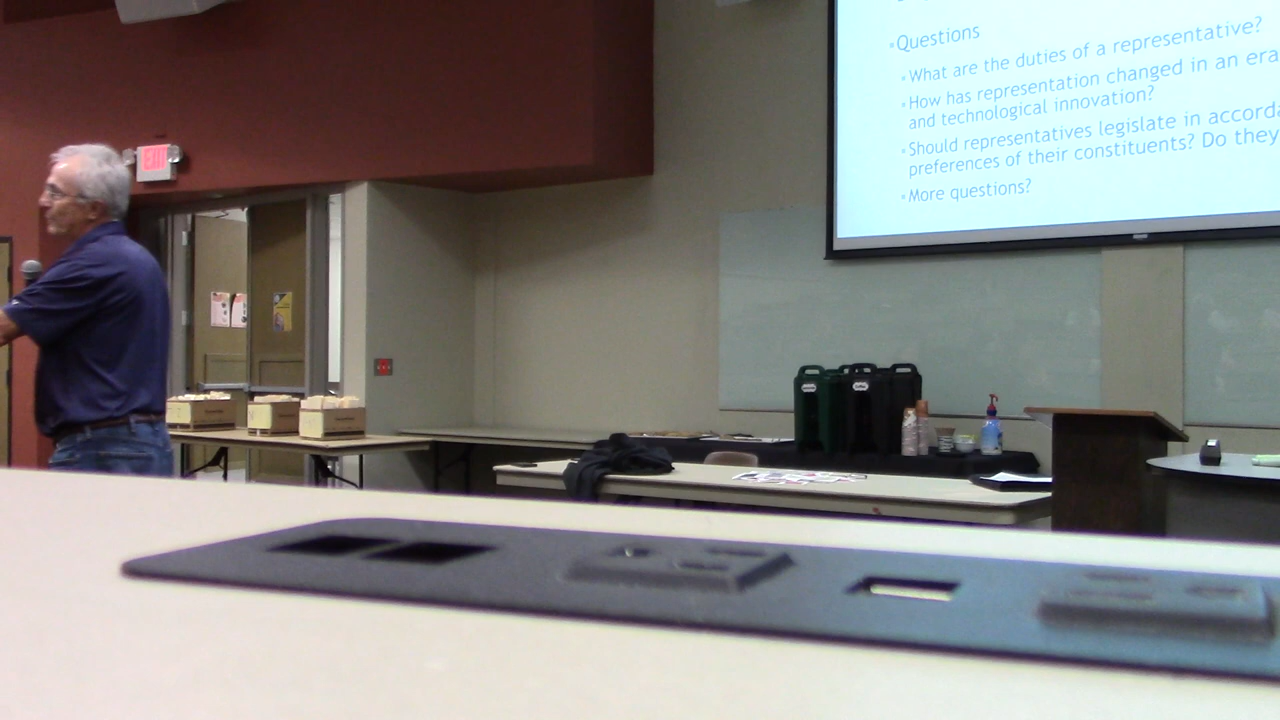 Questions
What are the duties of a representative?
How has representation changed in an era
and technological innovation?
Should representatives legislate in accorda
preferences of their constituents? Do they
More questions?
EXIT